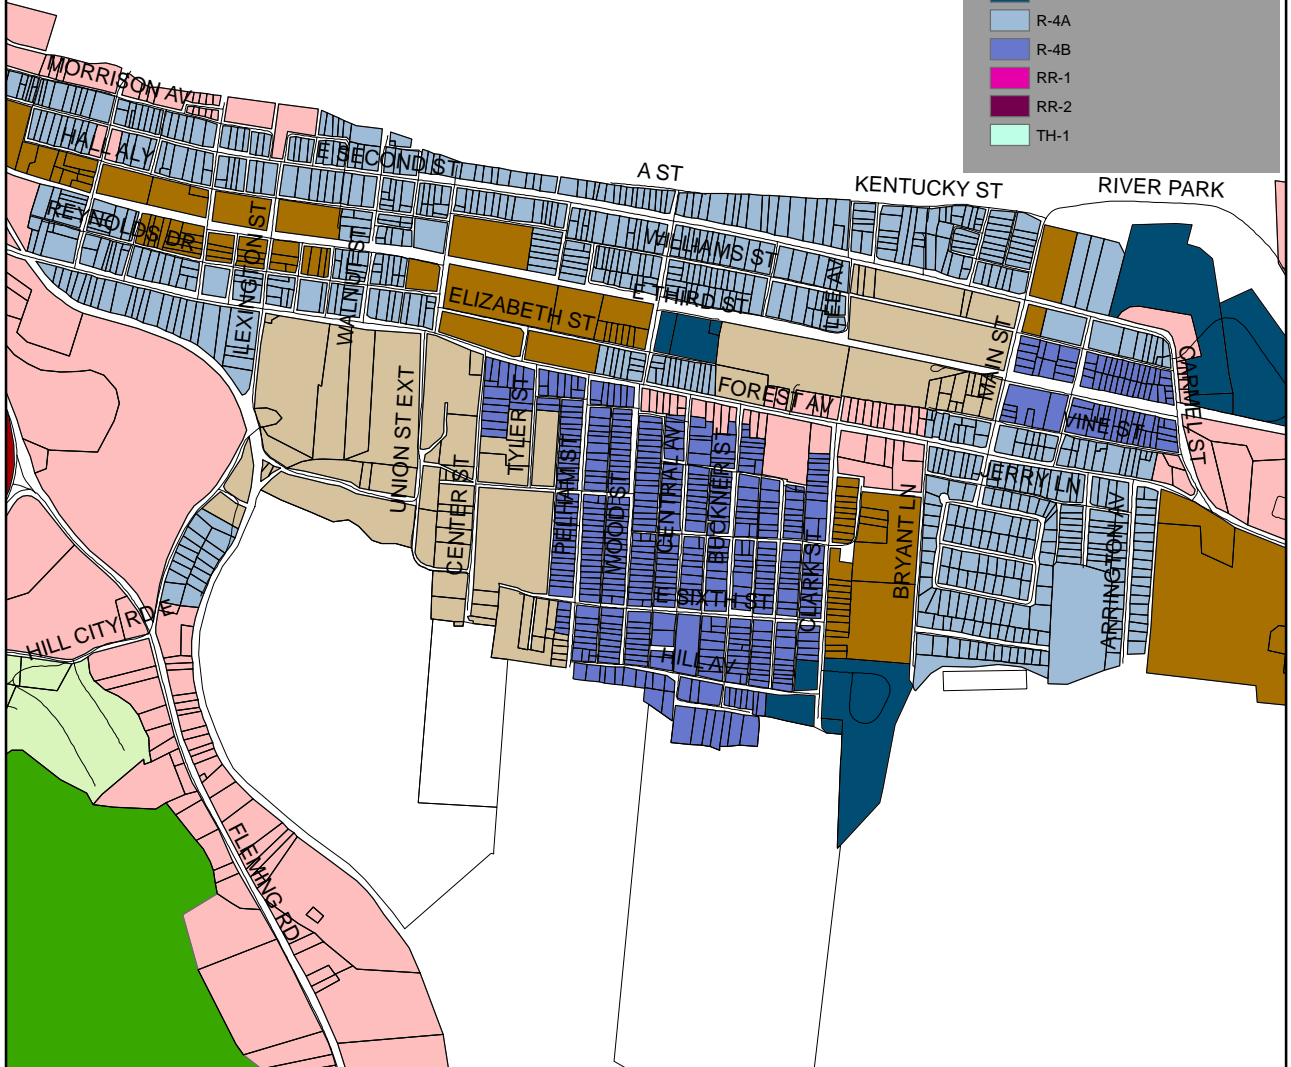 R-4A
R-4B
RR-1
RR-2
TH-1
MORRISON AV
HALL ALY
E SECOND ST
A ST
KENTUCKY ST
RIVER PARK
REYNOLDS DR
LEXINGTON ST
WALNUT ST
WILLIAMS ST
E THIRD ST
LEE AV
ELIZABETH ST
MAIN ST
CARMEL ST
FOREST AV
VINE ST
UNION ST EXT
TYLER ST
CENTER ST
PELHAM ST
WOOD ST
CENTRAL AV
BUCKNER ST
JERRY LN
CLARK ST
BRYANT LN
ARRINGTON AV
E SIXTH ST
HILL AV
HILL CITY RD E
FLEMING RD